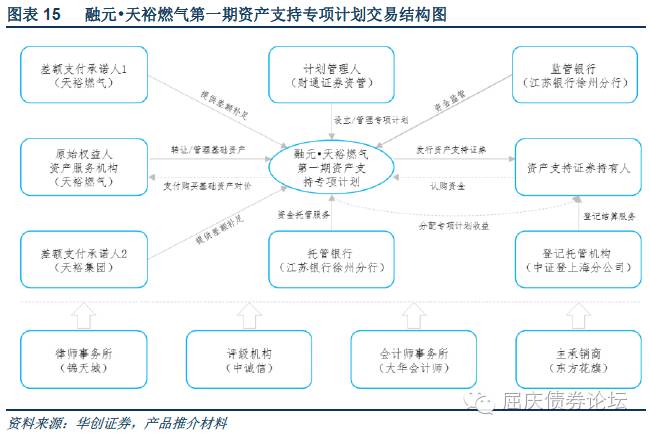 图表 15 融元•天裕燃气第一期资产支持专项计划交易结构图
差额支付承诺人1
（天裕燃气）
计划管理人
（财通证券资管）
监管银行
（江苏银行徐州分行）
提供差额补足
设立/管理专项计划
资金监管
原始权益人
资产服务机构
（天裕燃气）
转让/管理基础资产
支付购买基础资产对价
融元•天裕燃气
第一期资产支
持专项计划
发行资产支持证券
认购资金
资产支持证券持有人
提供差额补足
资金托管服务
分配专项计划收益
登记结算服务
差额支付承诺人2
（天裕集团）
托管银行
（江苏银行徐州分行）
登记托管机构
（中证登上海分公司）
律师事务所
（锦天城）
评级机构
（中诚信）
会计师事务所
（大华会计师）
主承销商
（东方花旗）
屈庆债券论坛
资料来源：华创证券，产品推介材料